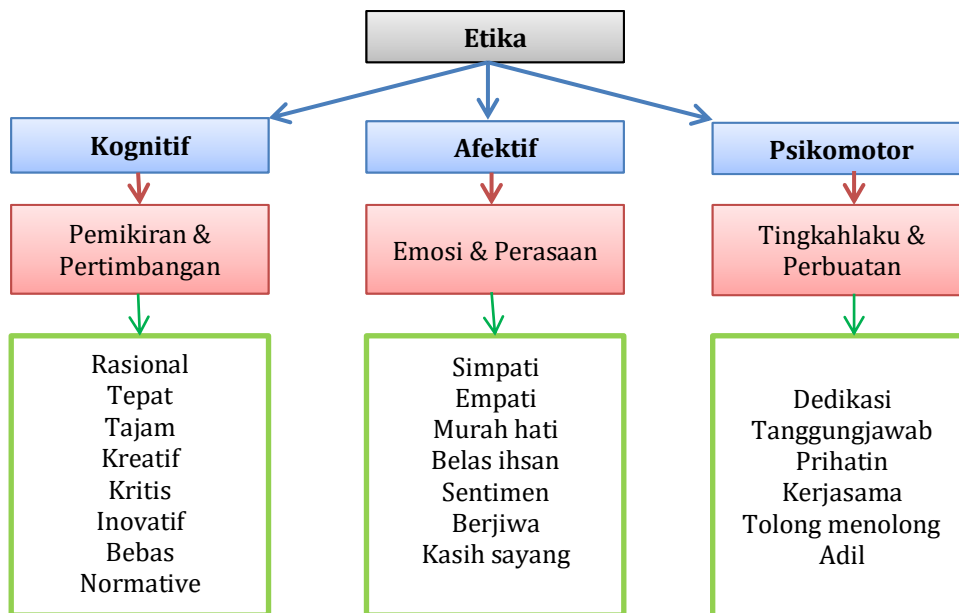 Etika
Kognitif
Afektif
Psikomotor
Pemikiran &
Pertimbangan
Emosi & Perasaan
Tingkahlaku &
Perbuatan
Rasional
Tepat
Tajam
Kreatif
Kritis
Inovatif
Bebas
Normative
Simpati
Empati
Murah hati
Belas ihsan
Sentimen
Berjiwa
Kasih sayang
Dedikasi
Tanggungjawab
Prihatin
Kerjasama
Tolong menolong
Adil